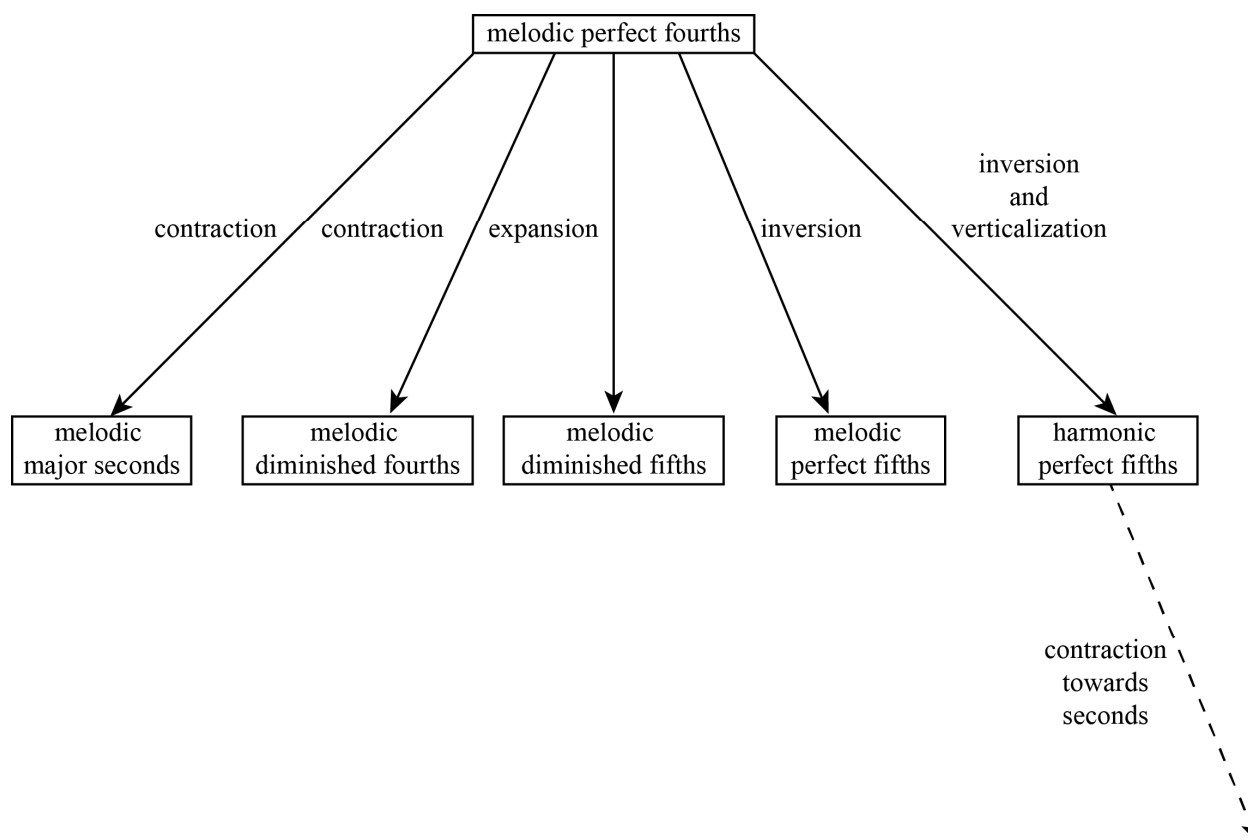 melodic perfect fourths
inversion
and
verticalization
contraction
contraction
expansion
inversion
melodic
major seconds
melodic
diminished fourths
melodic
diminished fifths
melodic
perfect fifths
harmonic
perfect fifths
contraction
towards
seconds